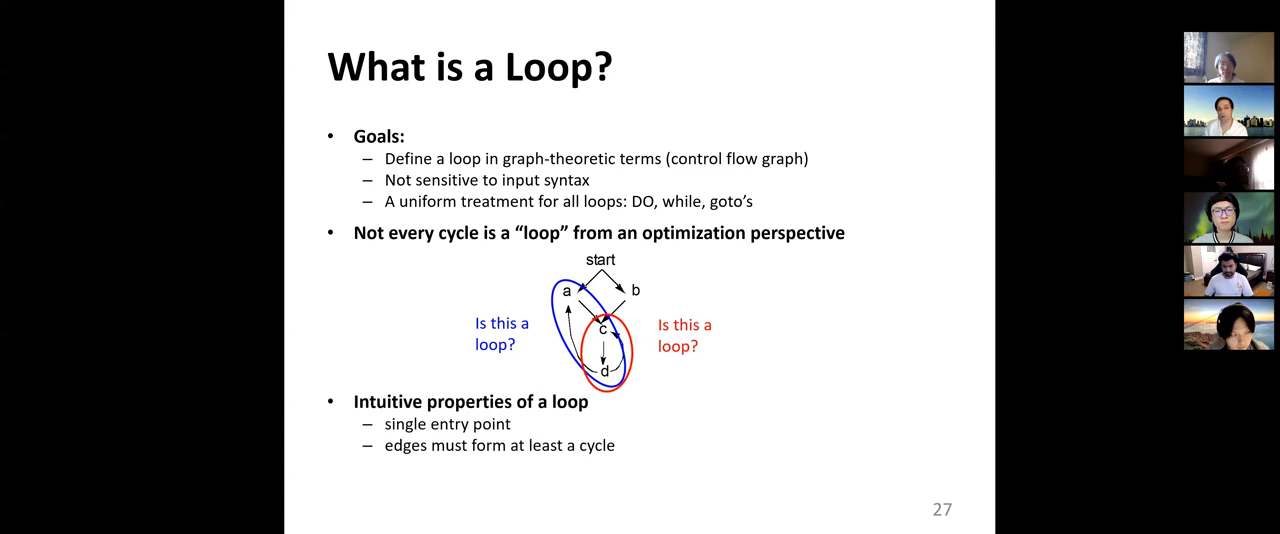 What is a Loop?
• Goals:
– Define a loop in graph-theoretic terms (control flow graph)
– Not sensitive to input syntax
– A uniform treatment for all loops: DO, while, goto's
• Not every cycle is a “loop” from an optimization perspective
start
a
b
Is this a
loop?
c
Is this a
loop?
d
• Intuitive properties of a loop
– single entry point
– edges must form at least a cycle
27